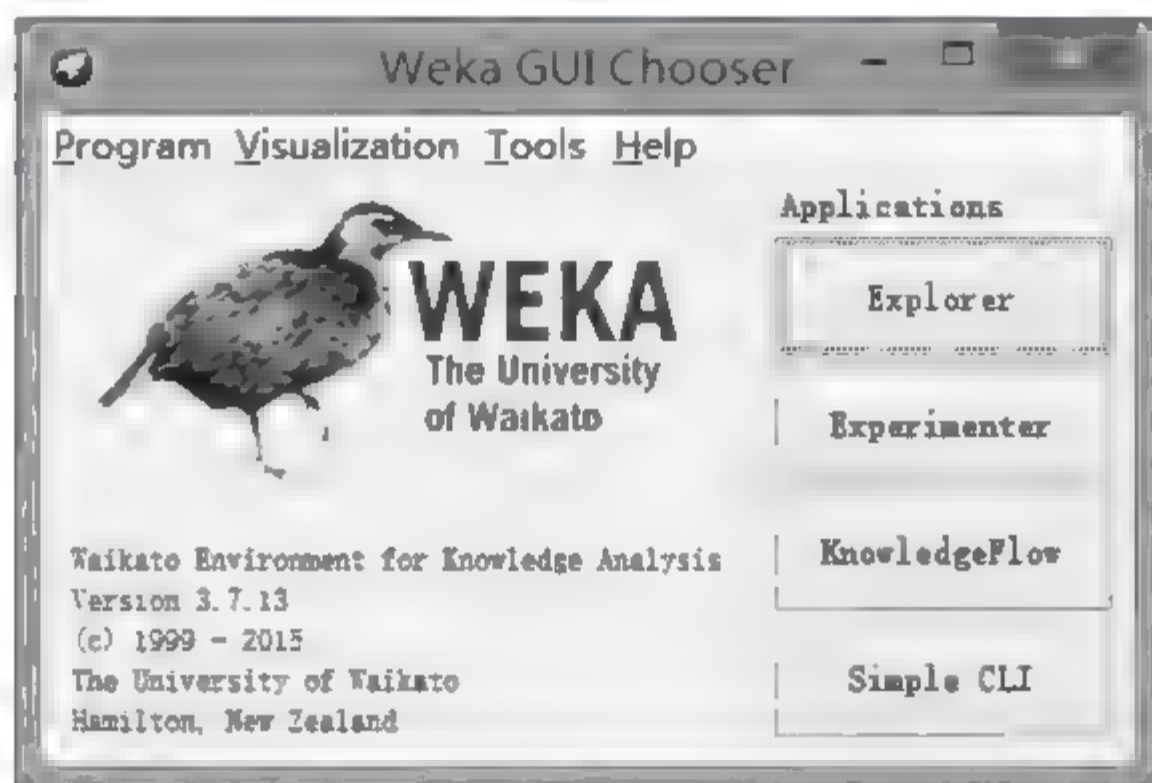 Weka GUI Chooser
Program Visualization Tools Help
Applications
Explorer
WEKA
The University
of Waikato
Experimenter
KnowledgeFlow
Simple CLI
Waikato Environment for Knowledge Analysis
Version 3.7.13
(c) 1999 - 2015
The University of Waikato
Hamilton, New Zealand